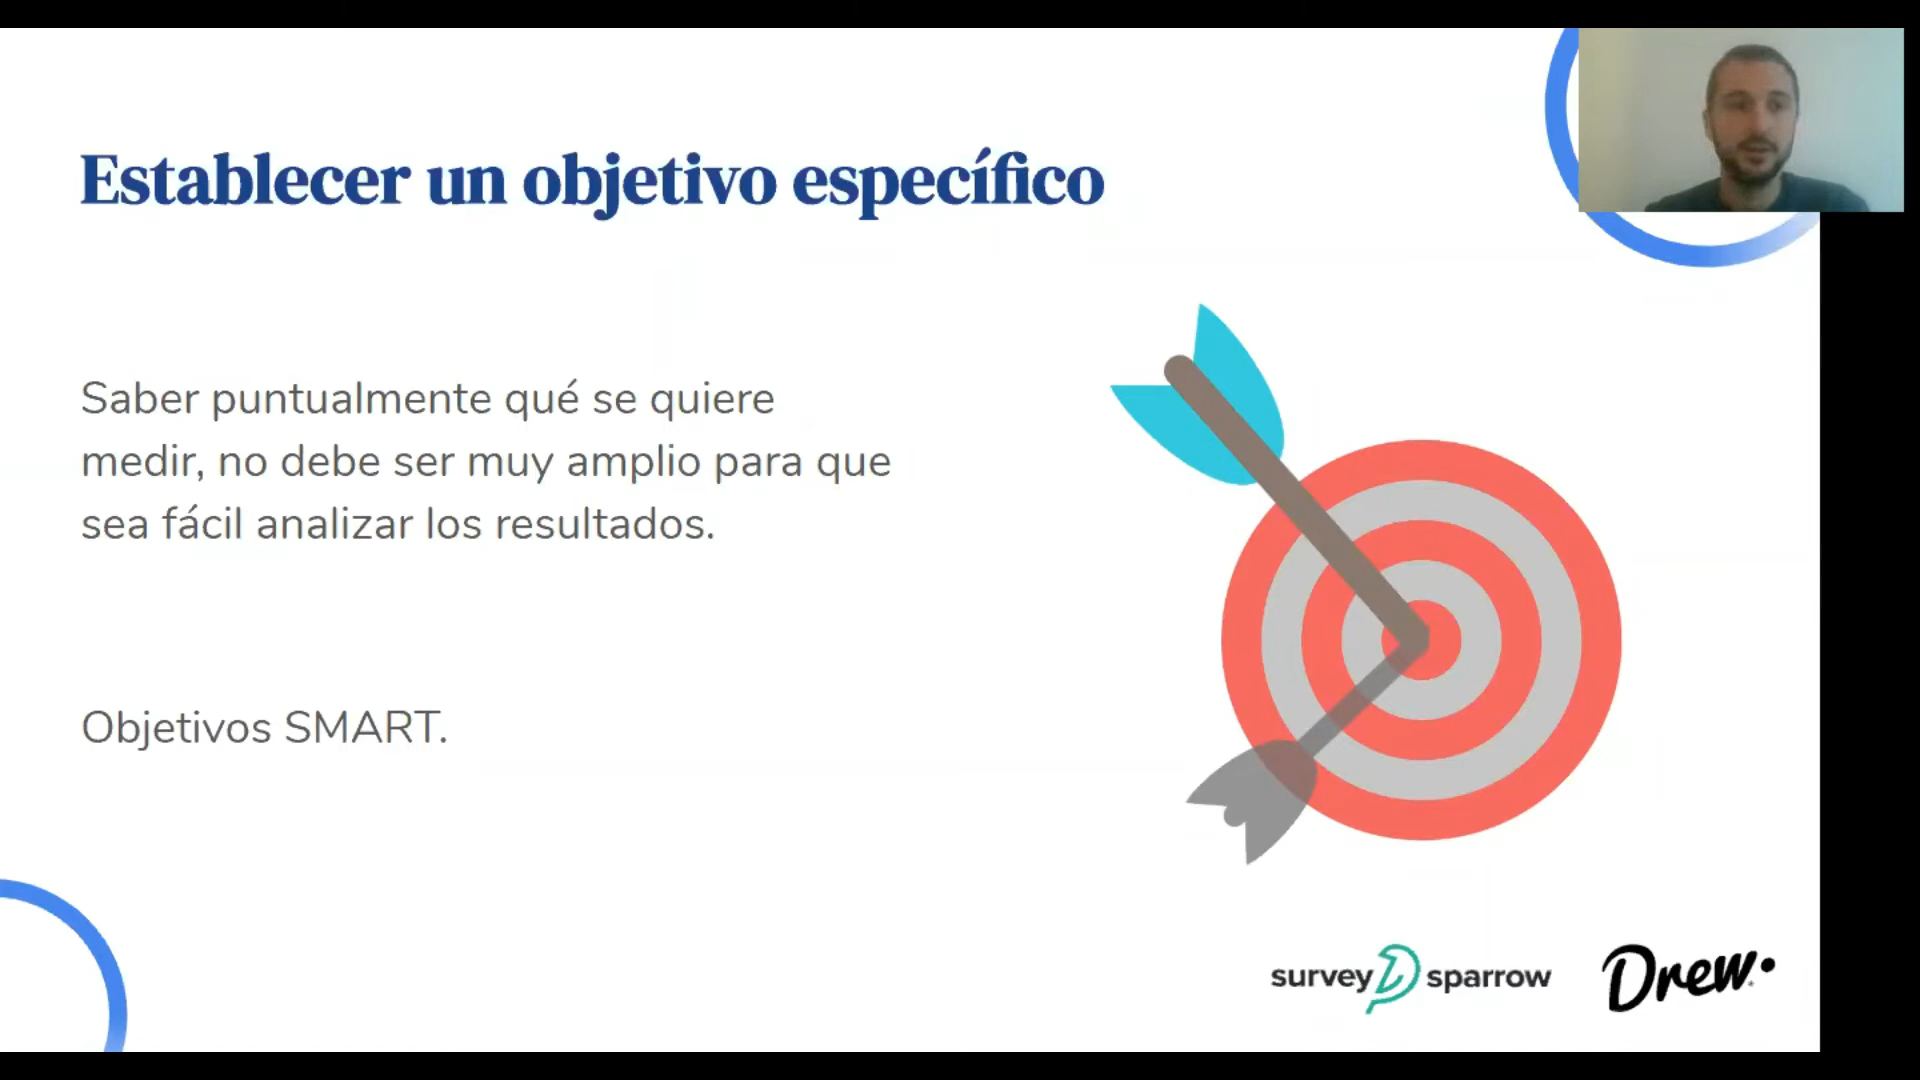 Establecer un objetivo específico
Saber puntualmente qué se quiere
medir, no debe ser muy amplio para que
sea fácil analizar los resultados.
Objetivos SMART.
survey sparrow
Drew